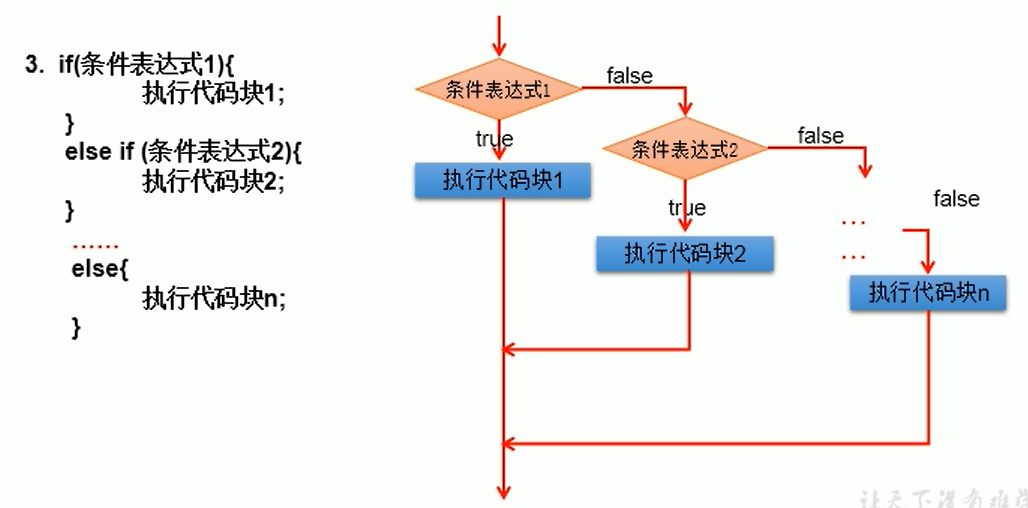 3. if(条件表达式1){
执行代码块1;
}
else if (条件表达式2){
执行代码块2;
}
……
else{
执行代码块n;
}
条件表达式1
false
true
执行代码块1
条件表达式2
false
true
执行代码块2
...
...
false
执行代码块n
让天下没有难学